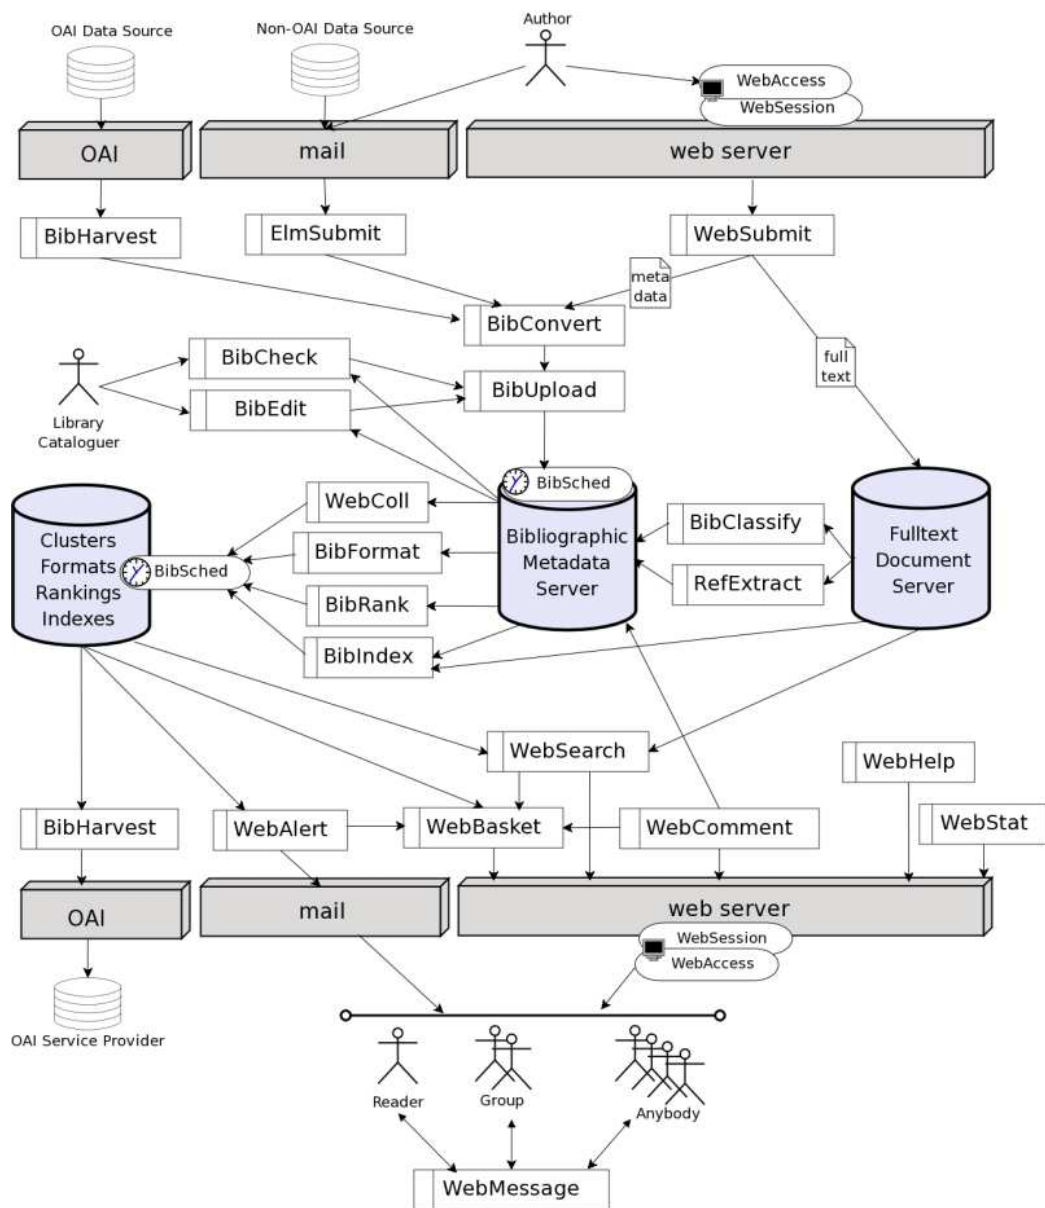 Author
OAI Data Source
Non-OAI Data Source
WebAccess
WebSession
OAI
mail
web server
BibHarvest
ElmSubmit
WebSubmit
meta
data
BibConvert
full
text
BibCheck
BibEdit
BibUpload
Library
Cataloguer
BibSched
WebColl
BibFormat
BibRank
BibIndex
Clusters
Formats
Rankings
Indexes
BibSched
Bibliographic
Metadata
Server
BibClassify
RefExtract
Fulltext
Document
Server
WebSearch
WebHelp
BibHarvest
WebAlert
WebBasket
WebComment
WebStat
OAI
mail
web server
WebSession
WebAccess
OAI Service Provider
Reader
Group
Anybody
WebMessage